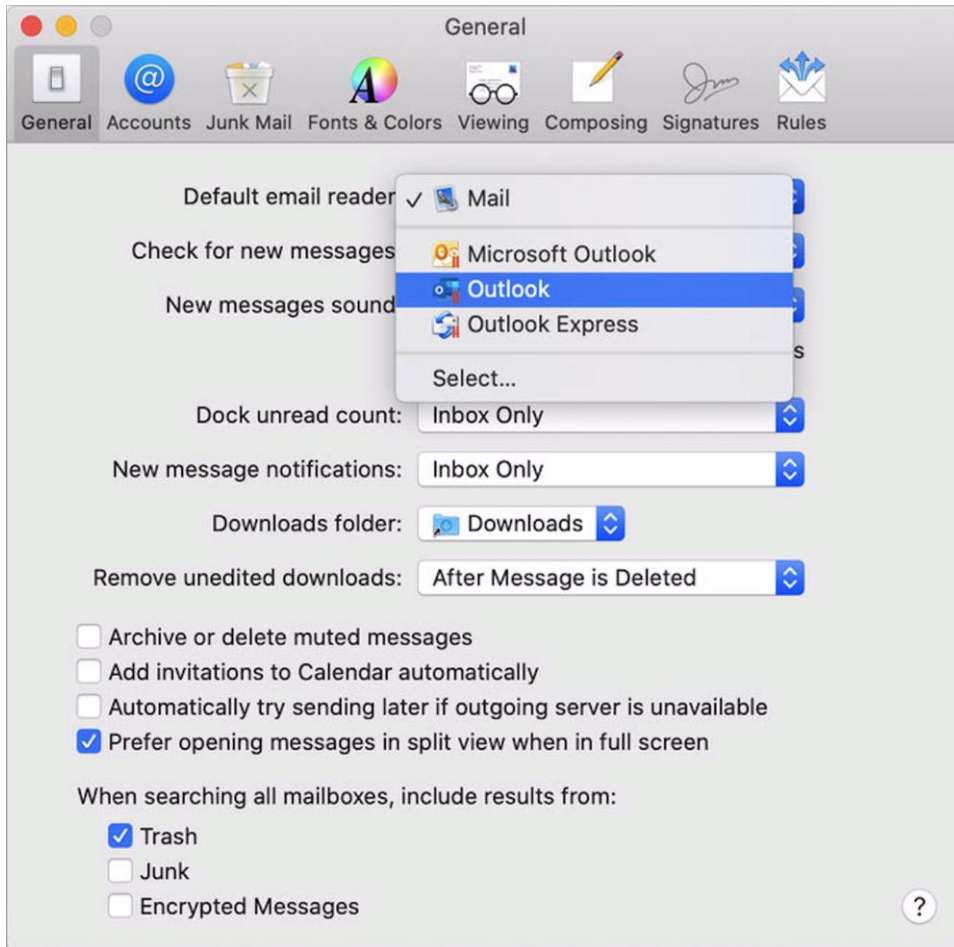 General
General Accounts Junk Mail Fonts & Colors Viewing Composing Signatures Rules
Default email reader ✓ Mail
Check for new messages Microsoft Outlook
Outlook
New messages sound Outlook Express
s
Select...
Dock unread count: Inbox Only
New message notifications: Inbox Only
Downloads folder: Downloads
Remove unedited downloads: After Message is Deleted
Archive or delete muted messages
Add invitations to Calendar automatically
Automatically try sending later if outgoing server is unavailable
Prefer opening messages in split view when in full screen
When searching all mailboxes, include results from:
Trash
Junk
Encrypted Messages
?